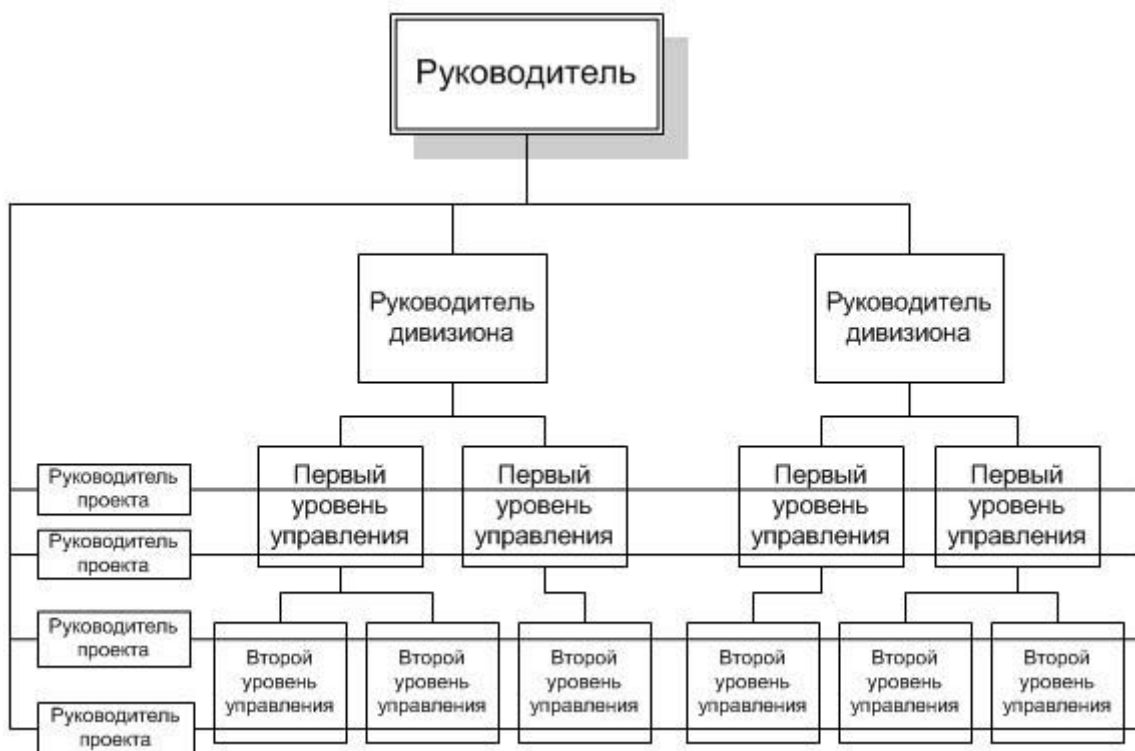 Руководитель
Руководитель
дивизиона
Руководитель
дивизиона
Руководитель
проекта
Первый
уровень
управления
Первый
уровень
управления
Первый
уровень
управления
Первый
уровень
управления
Руководитель
проекта
Руководитель
проекта
Второй
уровень
управления
Второй
уровень
управления
Второй
уровень
управления
Второй
уровень
управления
Второй
уровень
управления
Второй
уровень
управления
Руководитель
проекта